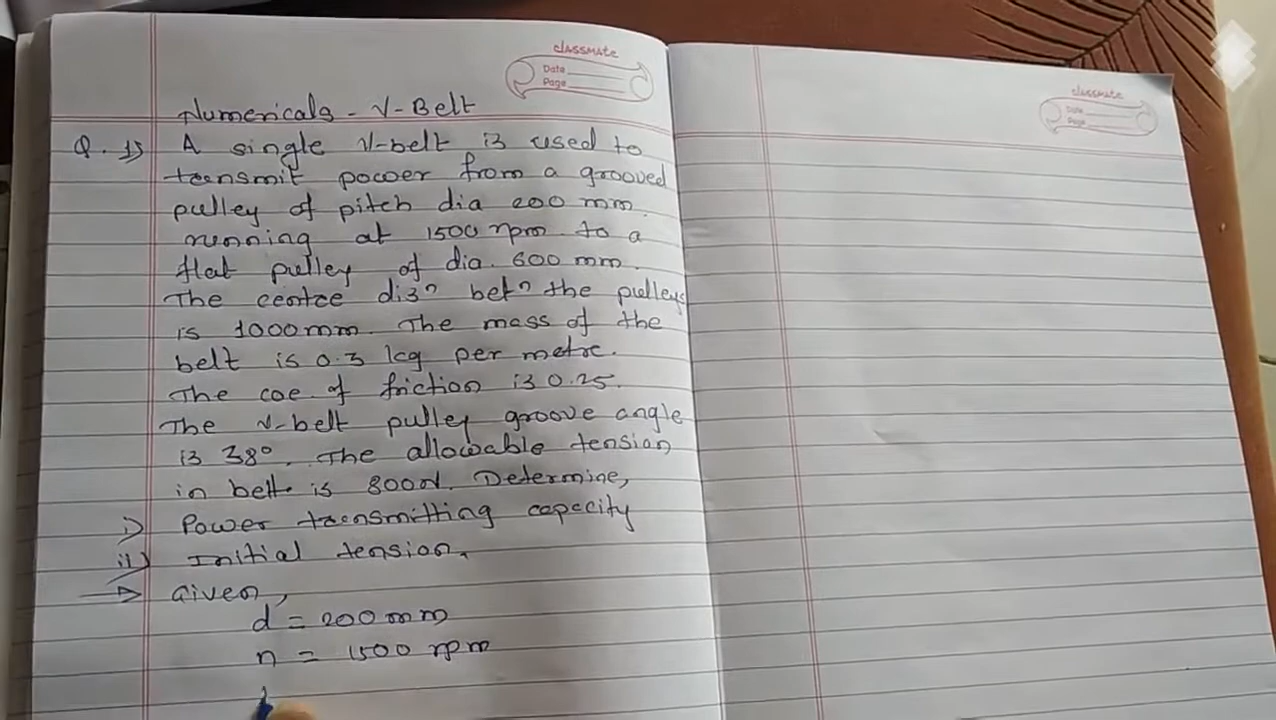 classmate
Date
Page
Numericals - V-Belt
Q. 1) A single V-belt is used to
transmit power from a grooved
pulley of pitch dia 200 mm
running at 1500 rpm to a
flat pulley of dia. 600 mm.
The centre disn betn the pulleys
is 1000mm. The mass of the
belt is 0.3 kg per metre.
The coe. of friction is 0.25.
The V-belt pulley groove angle
is 38°. The allowable tension
in belt is 800N. Determine,
i) Power transmitting capacity
ii) Initial tension.
→ Given,
d = 200 mm
n = 1500 rpm
classmate
Date
Page